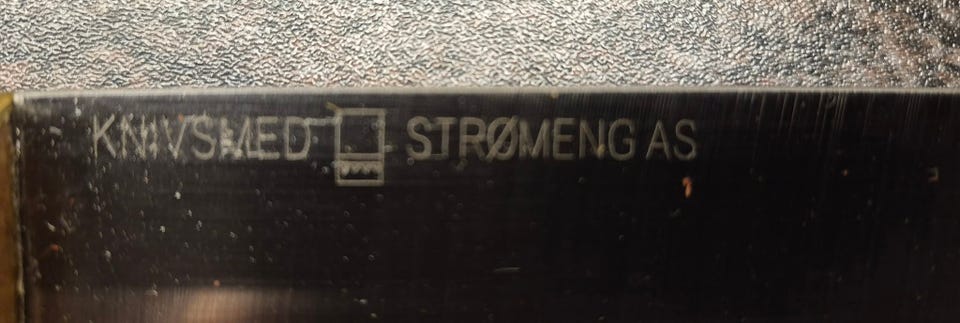 KNIVSMED STRØMENG AS